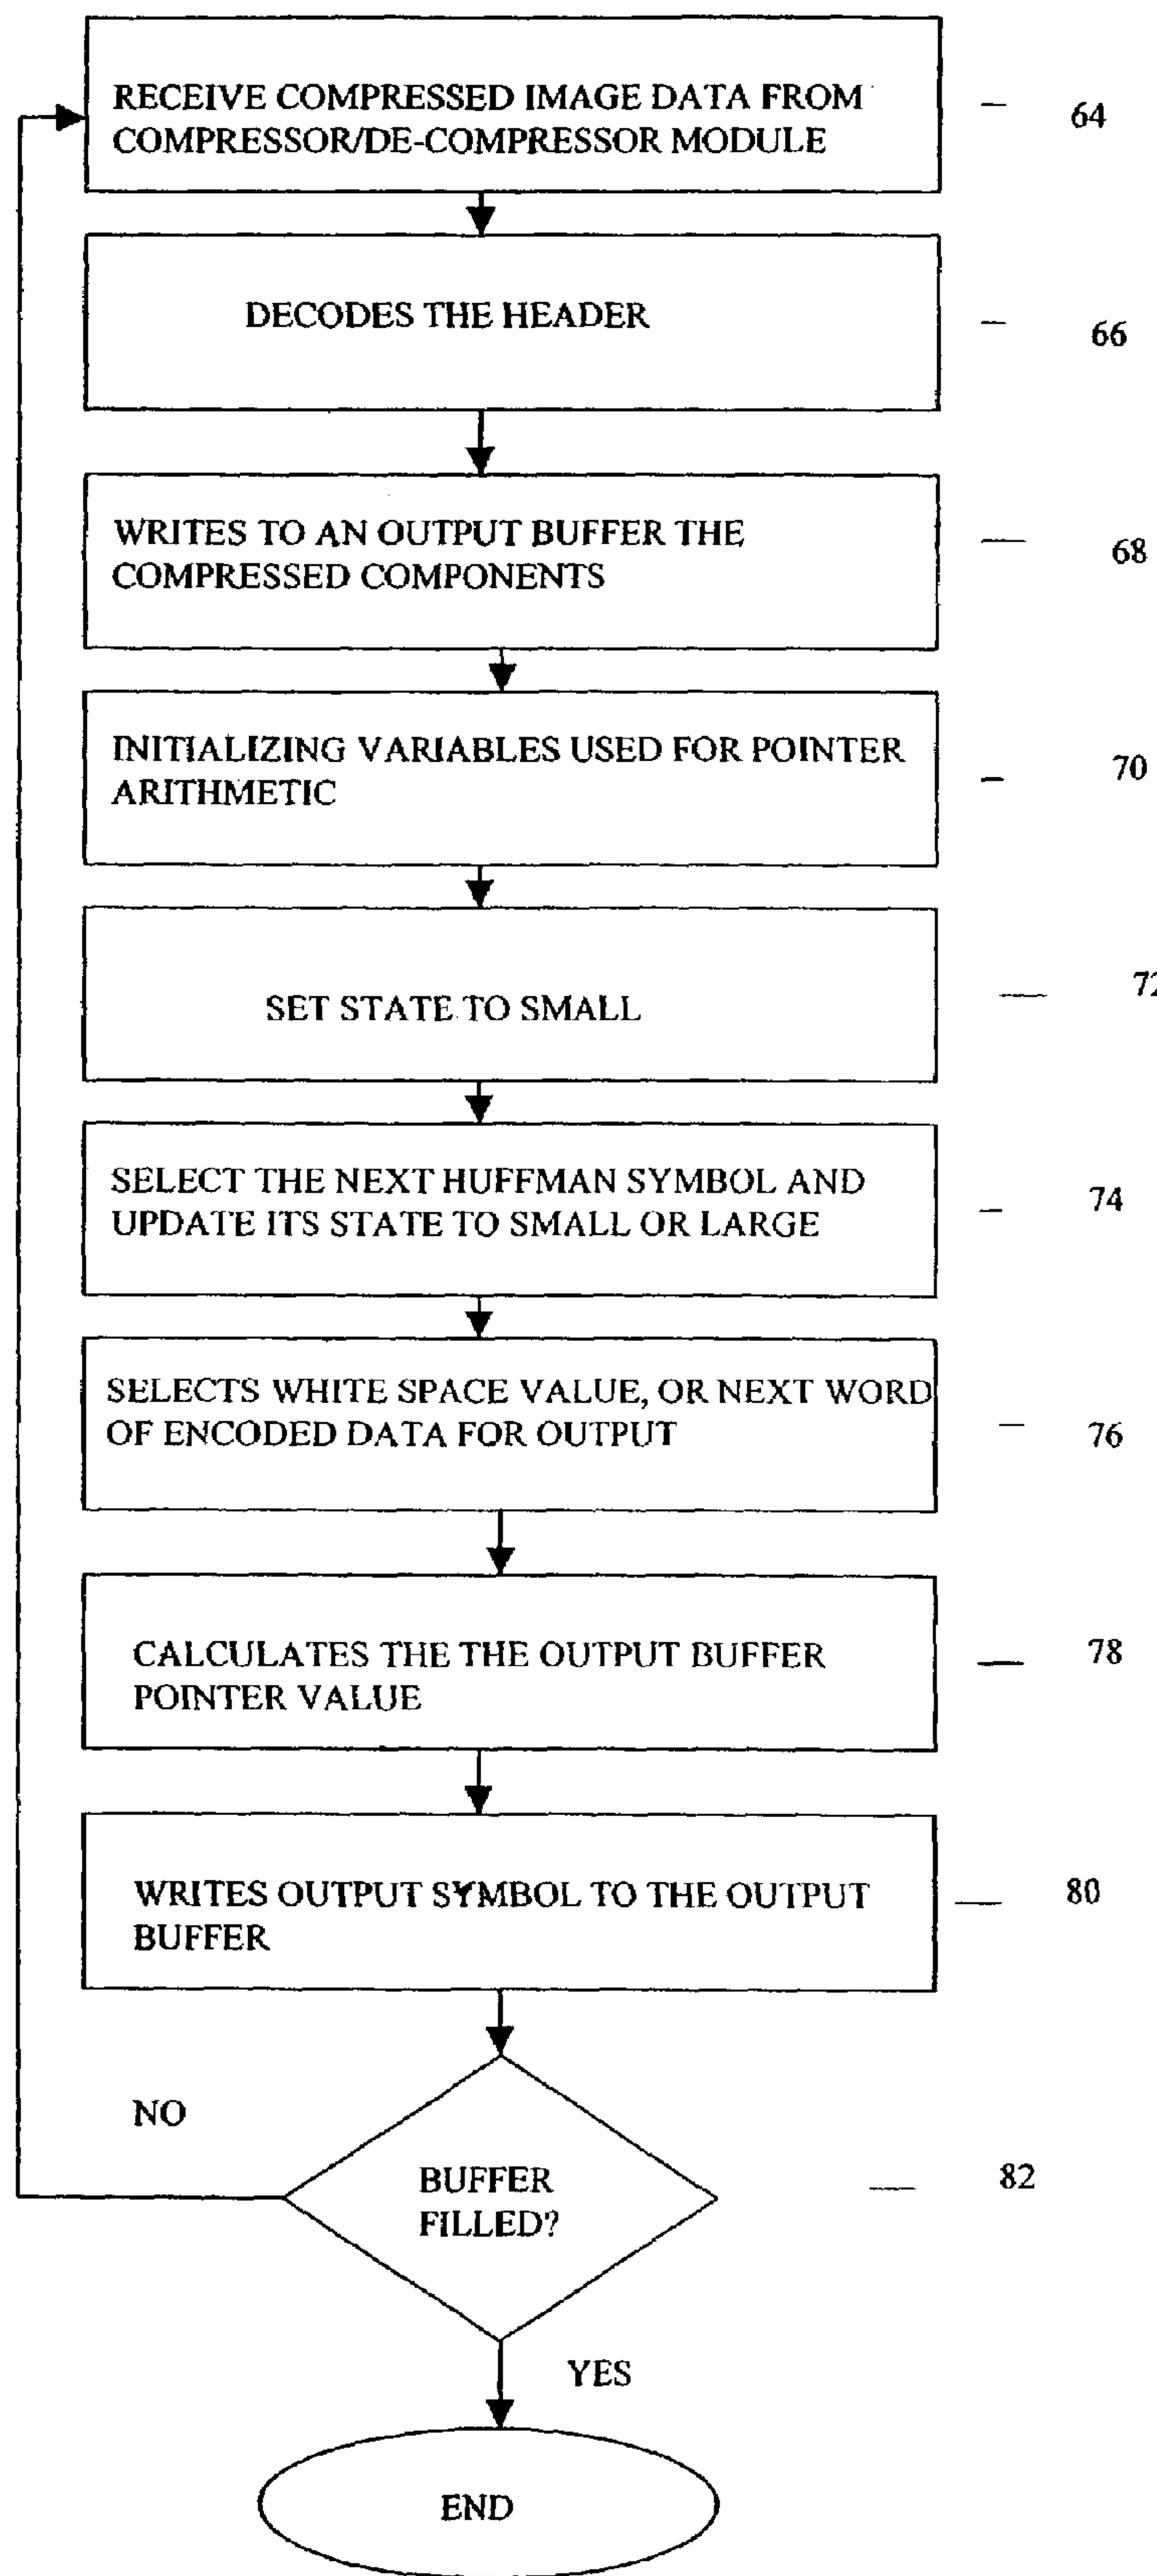 RECEIVE COMPRESSED IMAGE DATA FROM
COMPRESSOR/DE-COMPRESSOR MODULE
64
DECODES THE HEADER
66
WRITES TO AN OUTPUT BUFFER THE
COMPRESSED COMPONENTS
68
INITIALIZING VARIABLES USED FOR POINTER
ARITHMETIC
70
SET STATE TO SMALL
72
SELECT THE NEXT HUFFMAN SYMBOL AND
UPDATE ITS STATE TO SMALL OR LARGE
74
SELECTS WHITE SPACE VALUE, OR NEXT WORD
OF ENCODED DATA FOR OUTPUT
76
CALCULATES THE THE OUTPUT BUFFER
POINTER VALUE
78
WRITES OUTPUT SYMBOL TO THE OUTPUT
BUFFER
80
NO
BUFFER
FILLED?
82
YES
END